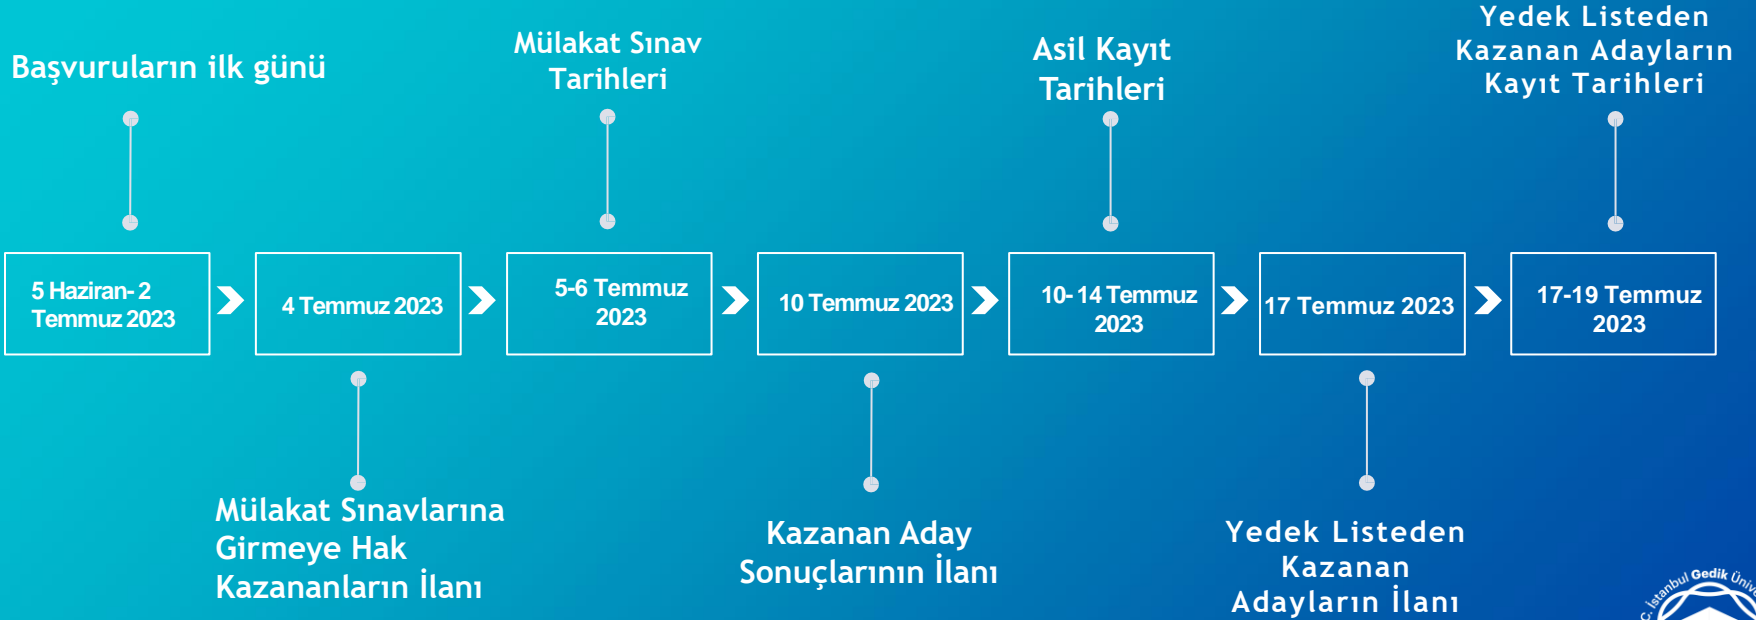 Başvuruların ilk günü
Mülakat Sınav
Tarihleri
Asil Kayıt
Tarihleri
Yedek Listeden
Kazanan Adayların
Kayıt Tarihleri
5 Haziran- 2
Temmuz 2023
4 Temmuz 2023
5-6 Temmuz
2023
10 Temmuz 2023
10- 14 Temmuz
2023
17 Temmuz 2023
17-19 Temmuz
2023
Mülakat Sınavlarına
Girmeye Hak
Kazananların İlanı
Kazanan Aday
Sonuçlarının İlanı
Yedek Listeden
Kazanan
Adayların İlanı
İstanbul Gedik